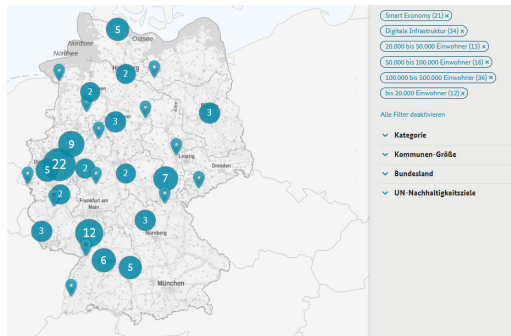 5
Nordsee
Ostsee
Nordsee
2
2
3
3
9
22
5
2
2
7
Leipzig
Dresden
2
Frankfurt am
Main
3
12
3
Nürnberg
6
5
München
Smart Economy (21) ×
Digitale Infrastruktur (34) ×
20.000 bis 50.000 Einwohner (13) ×
50.000 bis 100.000 Einwohner (16) ×
100.000 bis 500.000 Einwohner (36) ×
bis 20.000 Einwohner (12) ×
Alle Filter deaktivieren
Kategorie
Kommunen-Größe
Bundesland
UN-Nachhaltigkeitsziele